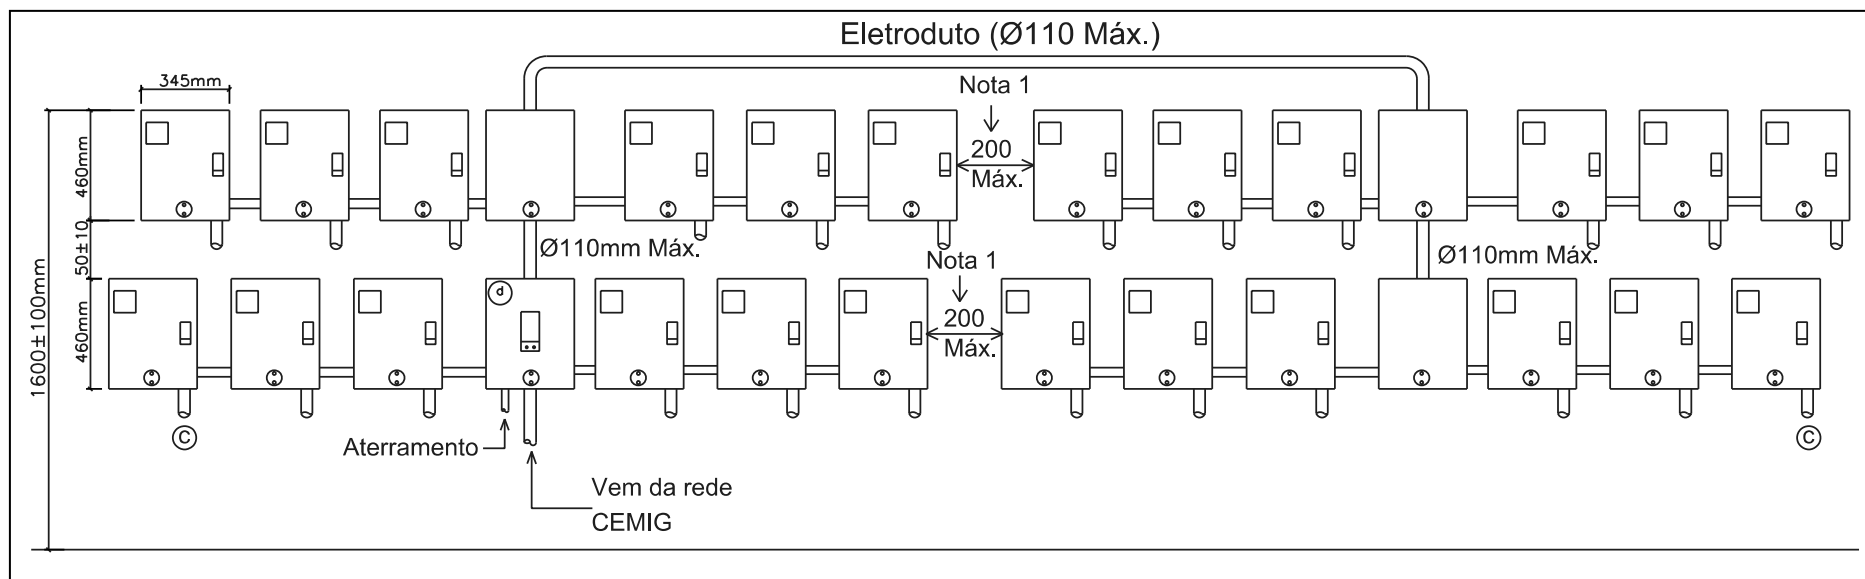 Eletroduto (Ø110 Máx.)
345mm
Nota 1
200
Máx.
460mm
50±10
Ø110mm Máx.
Ø110mm Máx.
Nota 1
d
200
Máx.
460mm
1600±100mm
C
C
Aterramento
Vem da rede
CEMIG